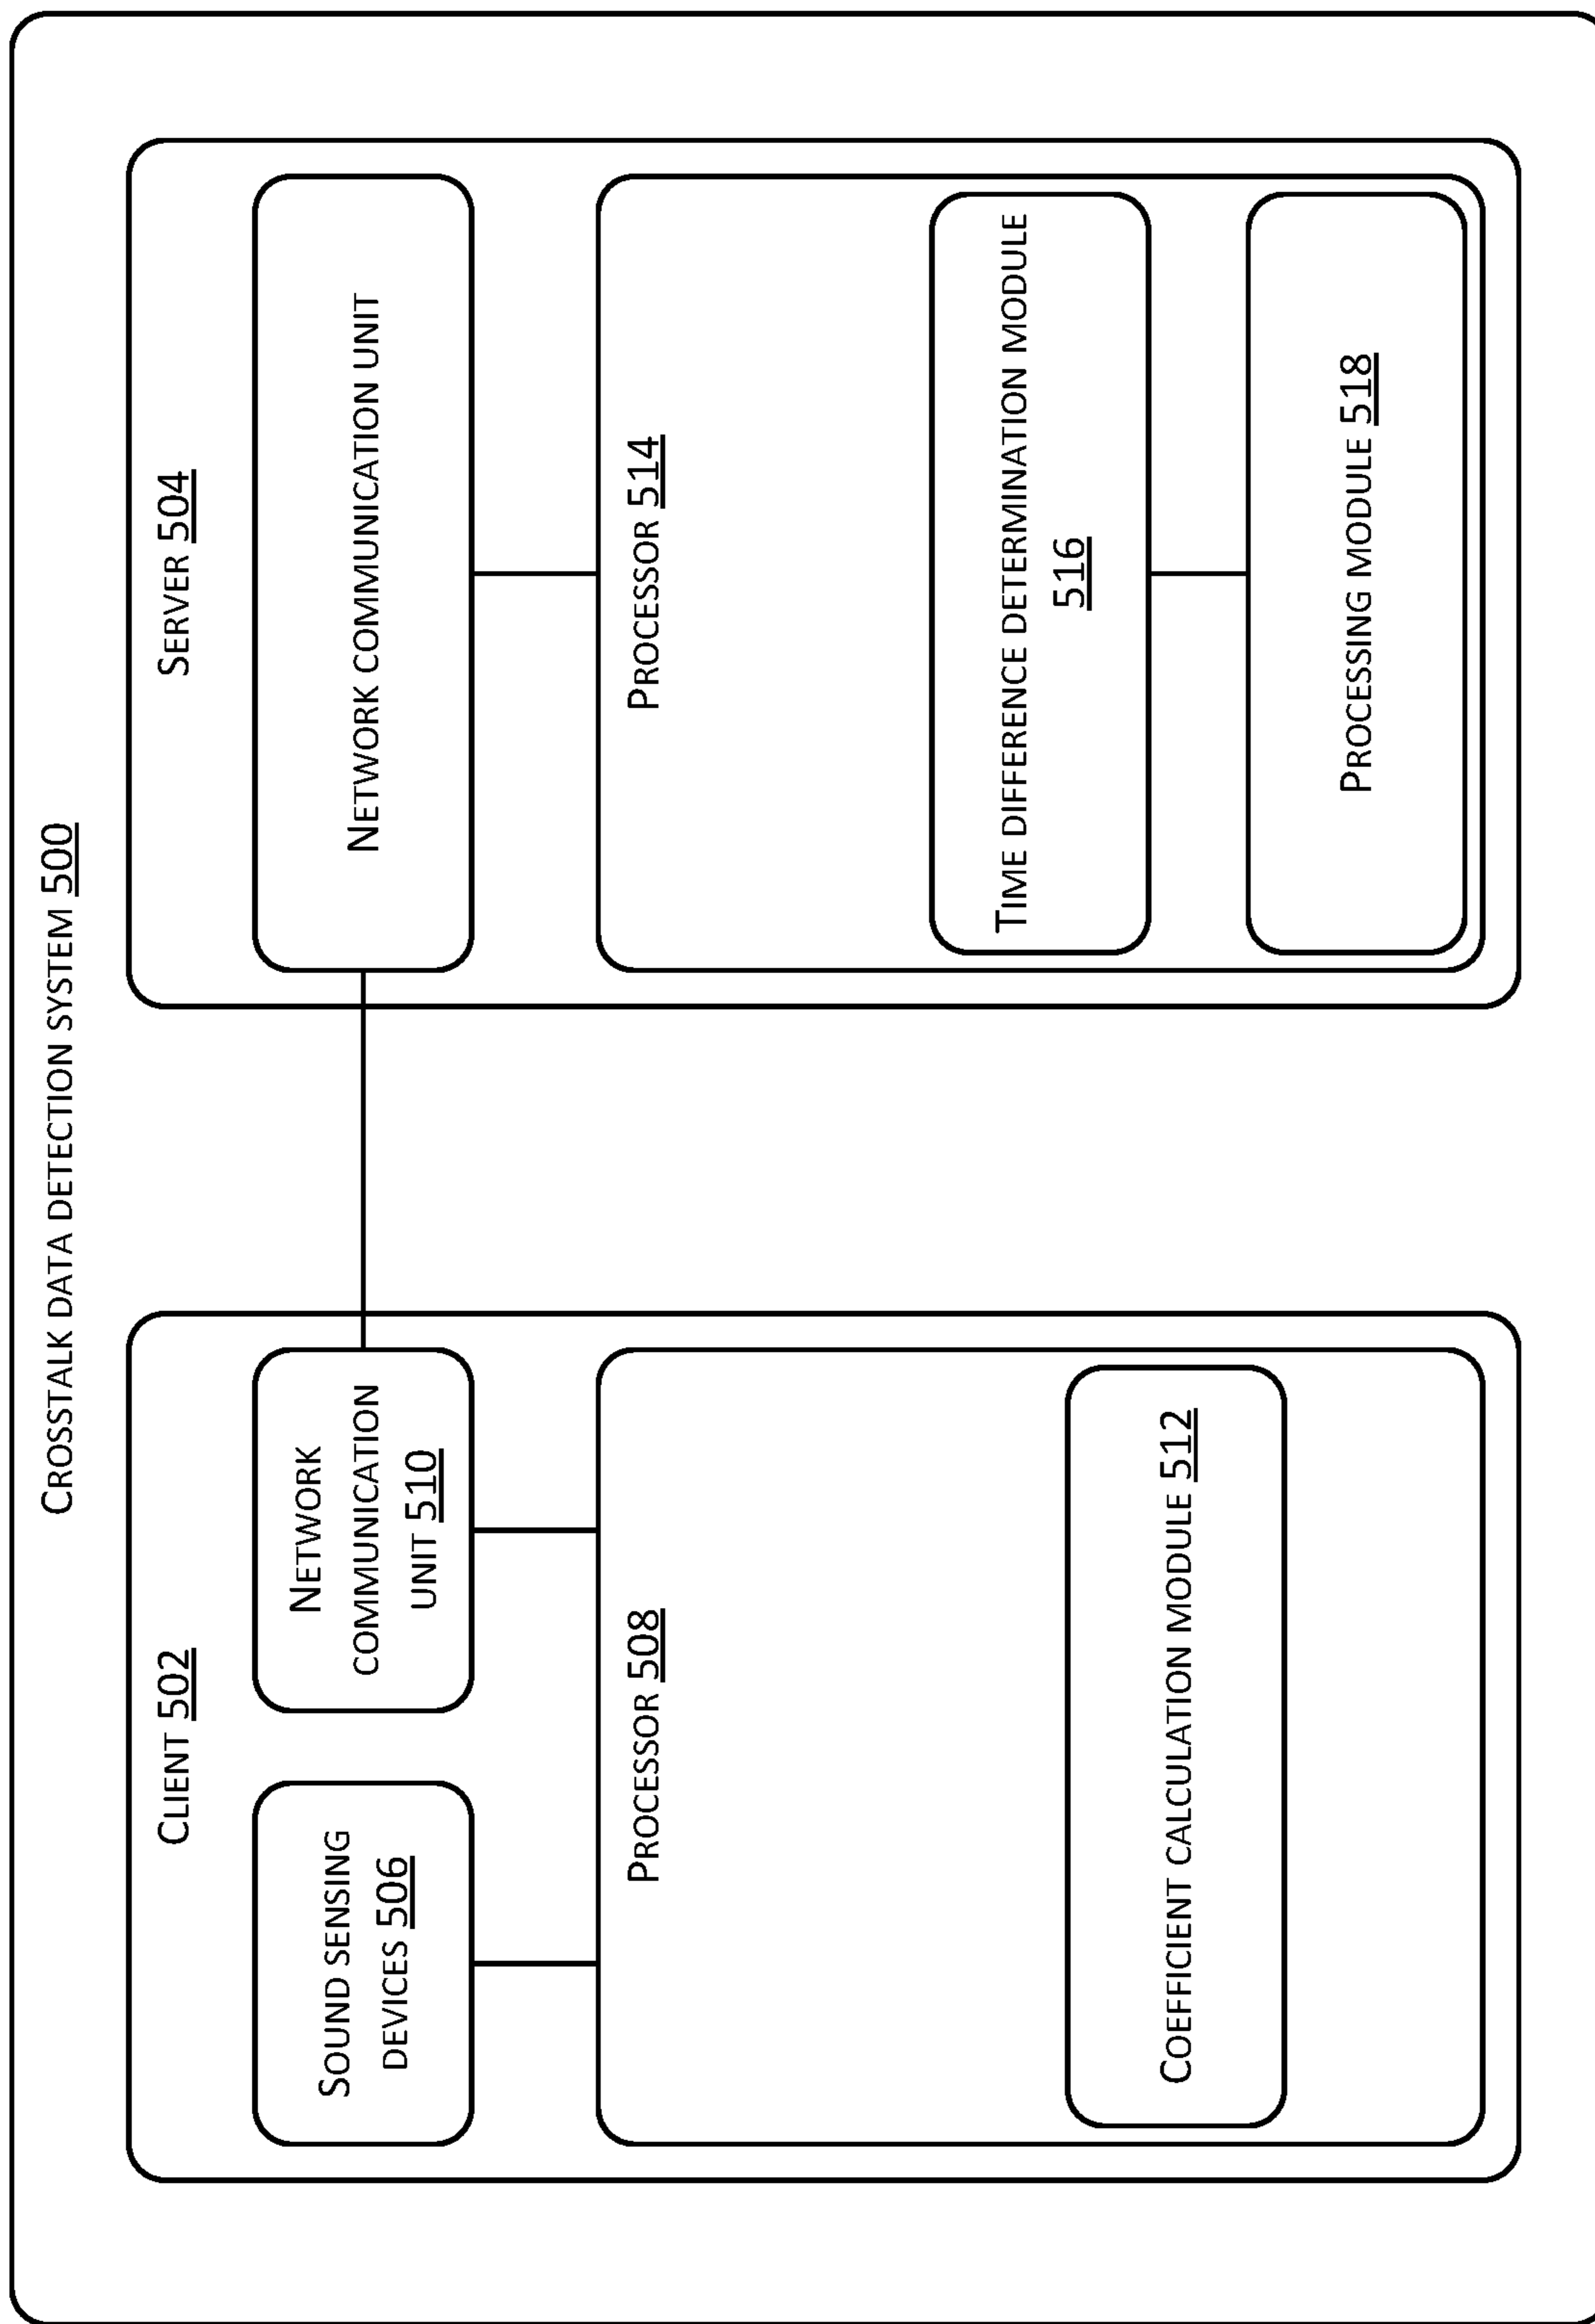 CROSSTALK DATA DETECTION SYSTEM 500
CLIENT 502
SOUND SENSING
DEVICES 506
NETWORK
COMMUNICATION
UNIT 510
PROCESSOR 508
COEFFICIENT CALCULATION MODULE 512
SERVER 504
NETWORK COMMUNICATION UNIT
PROCESSOR 514
TIME DIFFERENCE DETERMINATION MODULE
516
PROCESSING MODULE 518